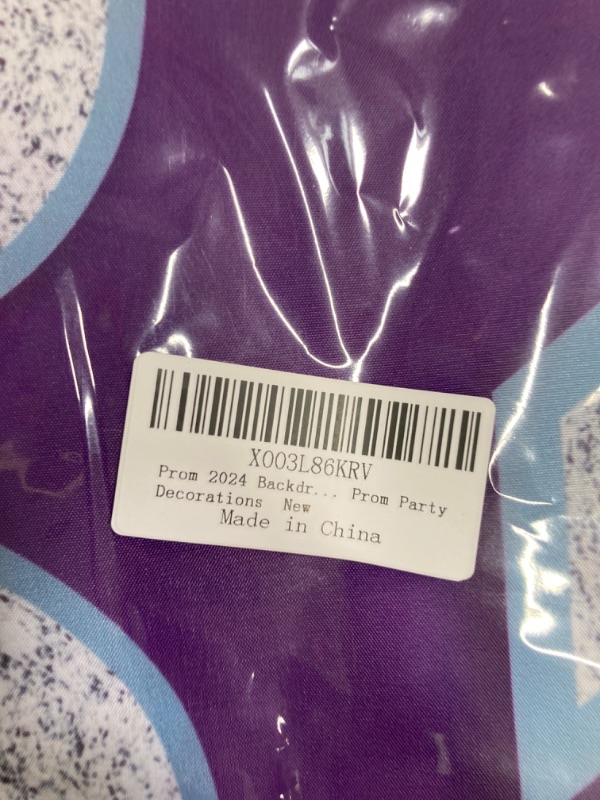 X003L86KRV
Prom 2024 Backdr... Prom Party
Decorations New
Made in China